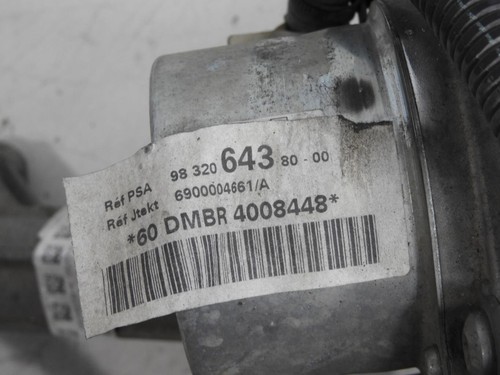 Réf PSA 98 320 643 80 - 00
Réf Jtekt 6900004661/A
*60 DMBR 4008448*